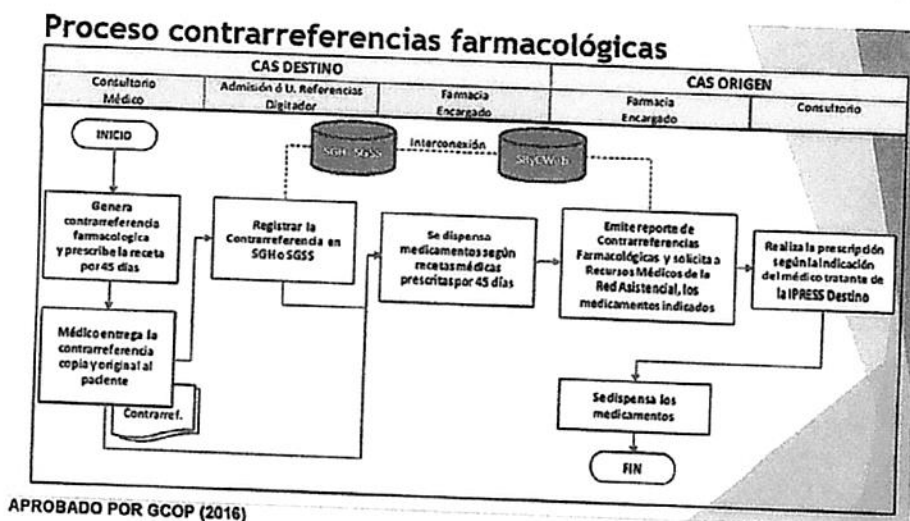 Proceso contrarreferencias farmacológicas
CAS DESTINO
CAS ORIGEN
Consultorio
Médico
Admisión ó U. Referencias
Digitador
Farmacia
Encargado
Farmacia
Encargado
Consultorio
INICIO
SGH - SGSS
Interconexión
Genera
contrarreferencia
farmacologica
y prescribe la receta
por 45 días
Registrar la
Contrarreferencia en
SGH o SGSS
Se dispensa
medicamentos según
recetas médicas
prescritas por 45 días
Emite reporte de
Contrarreferencias
Farmacológicas y solicita a
Recursos Médicos de la
Red Asistencial, los
medicamentos indicados
Realiza la prescripción
según la indicación
del médico tratante de
la IPRESS Destino
Médico entrega la
contrarreferencia
copia y original al
paciente
Contrarref.
Se dispensa los
medicamentos
FIN
APROBADO POR GCOP (2016)